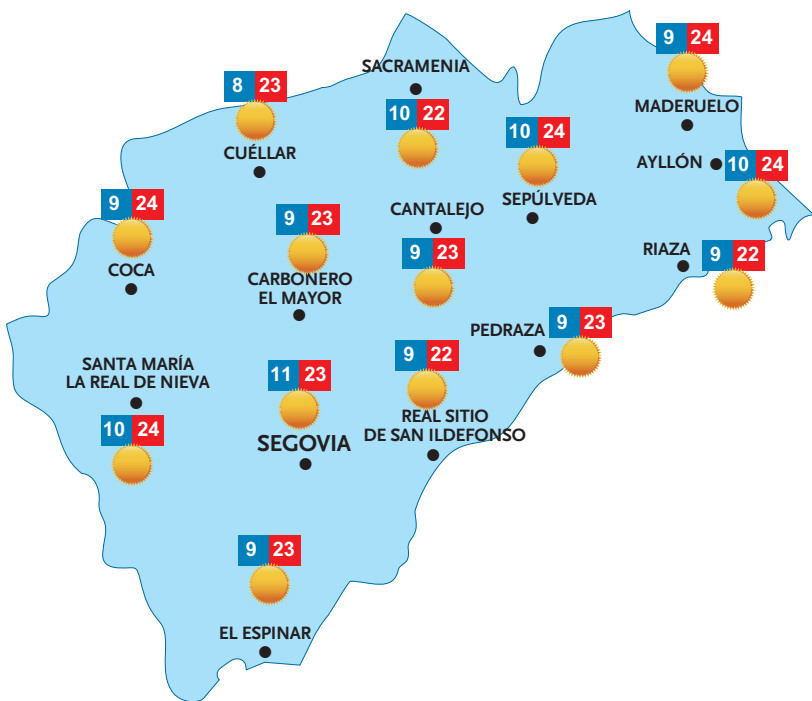 9 24
MADERUELO
SACRAMENIA
10 22
8 23
CUÉLLAR
10 24
SEPÚLVEDA
AYLLÓN
10 24
9 24
COCA
9 23
CARBONERO
EL MAYOR
CANTALEJO
9 23
RIAZA
9 22
PEDRAZA
9 23
SANTA MARÍA
LA REAL DE NIEVA
10 24
11 23
SEGOVIA
9 22
REAL SITIO
DE SAN ILDEFONSO
9 23
EL ESPINAR